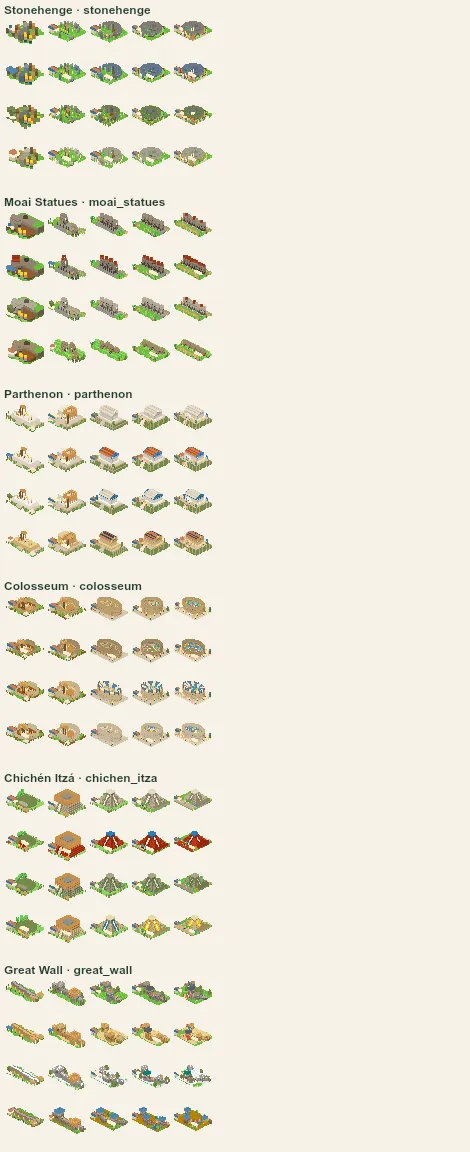 Stonehenge · stonehenge
Moai Statues · moai_statues
Parthenon · parthenon
Colosseum · colosseum
Chichén Itzá · chichen_itza
Great Wall · great_wall